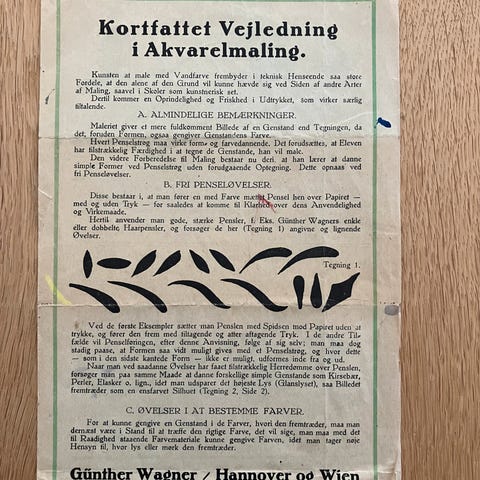 Kortfattet Vejledning
i Akvarelmaling.
Kunsten at male med Vandfarve frembyder i teknisk Henseende saa store
Fordele, at den alene af den Grund vil kunne hævde sig ved Siden af andre Arter
af Maling, saavel i Skoler som kunstnerisk set.
Dertil kommer en Oprindelighed og Friskhed i Udtrykket, som virker særlig
tiltalende.
A. ALMINDELIGE BEMÆRKNINGER.
Maleriet giver et mere fuldkomment Billede af en Genstand end Tegningen, da
det, foruden Formen, ogsaa gengiver Genstandens Farve.
Hvert Penselstrøg maa virke form- og farvedannende. Det forudsættes, at Eleven
har tilstrækkelig Færdighed i at tegne de Genstande, han vil male.
Den videre Forberedelse til Maling bestaar nu deri, at han lærer at danne
simple Former ved Penselstrøg uden forudgaaende Optegning. Dette opnaas ved
fri Penseløvelser.
B. FRI PENSELØVELSER.
Disse bestaar i, at man fører en med Farve mættet Pensel hen over Papiret —
med og uden Tryk — for saaledes at komme til Klarhed over dens Anvendelighed
og Virkemaade.
Hertil anvender man gode, stærke Pensler, f. Eks. Günther Wagners enkle
eller dobbelte Haarpensler, og forsøger de her (Tegning 1) angivne og lignende
Øvelser.
Tegning 1.
Ved de første Eksempler sætter man Penslen med Spidsen mod Papiret uden at
trykke, og fører den frem med tiltagende og atter aftagende Tryk. I de andre Til-
fælde vil Penselføringen, efter denne Anvisning, følge af sig selv; man maa dog
stadig paase, at Formen saa vidt muligt gives med et Penselstrøg, og hvor dette
— som i den sidste kantede Form — ikke er muligt, udformes inde fra og ud.
Naar man ved saadanne Øvelser har faaet tilstrækkelig Herredømme over Penslen,
forsøger man paa samme Maade at danne forskellige simple Genstande som Kirsebær,
Perler, Elasker o. lign., idet man udsparer det højeste Lys (Glanslyset), saa Billedet
fremtræder som en ensfarvet Silhuet (Tegning 2, Side 2).
C. ØVELSER I AT BESTEMME FARVER.
For at kunne gengive en Genstand i de Farver, hvori den fremtræder, maa man
dernæst være i Stand til at træffe den rigtige Farve, det vil sige, man maa med det
til Raadighed staaende Farvemateriale kunne gengive Farven, idet man tager nøje
Hensyn til, hvor lys eller mørk den fremtræder.
Günther Wagner / Hannover og Wien